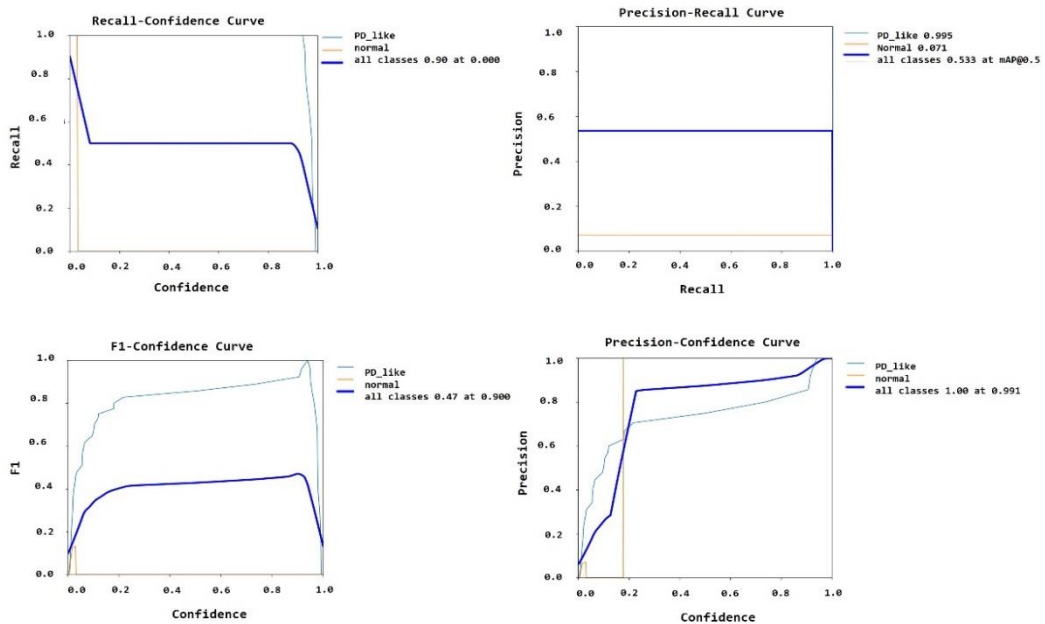 Recall-Confidence Curve
1.0
0.8
0.6
0.4
0.2
0.0
Recall
0.0 0.2 0.4 0.6 0.8 1.0
Confidence
PD_like
normal
all classes 0.90 at 0.000
Precision-Recall Curve
1.0
0.8
0.6
0.4
0.2
0.0
Precision
0.0 0.2 0.4 0.6 0.8 1.0
Recall
PD_like 0.995
Normal 0.071
all classes 0.533 at mAP@0.5
F1-Confidence Curve
1.0
0.8
0.6
0.4
0.2
0.0
F1
0.0 0.2 0.4 0.6 0.8 1.0
Confidence
PD_like
normal
all classes 0.47 at 0.900
Precision-Confidence Curve
1.0
0.8
0.6
0.4
0.2
0.0
Precision
0.0 0.2 0.4 0.6 0.8 1.0
Confidence
PD_like
normal
all classes 1.00 at 0.991